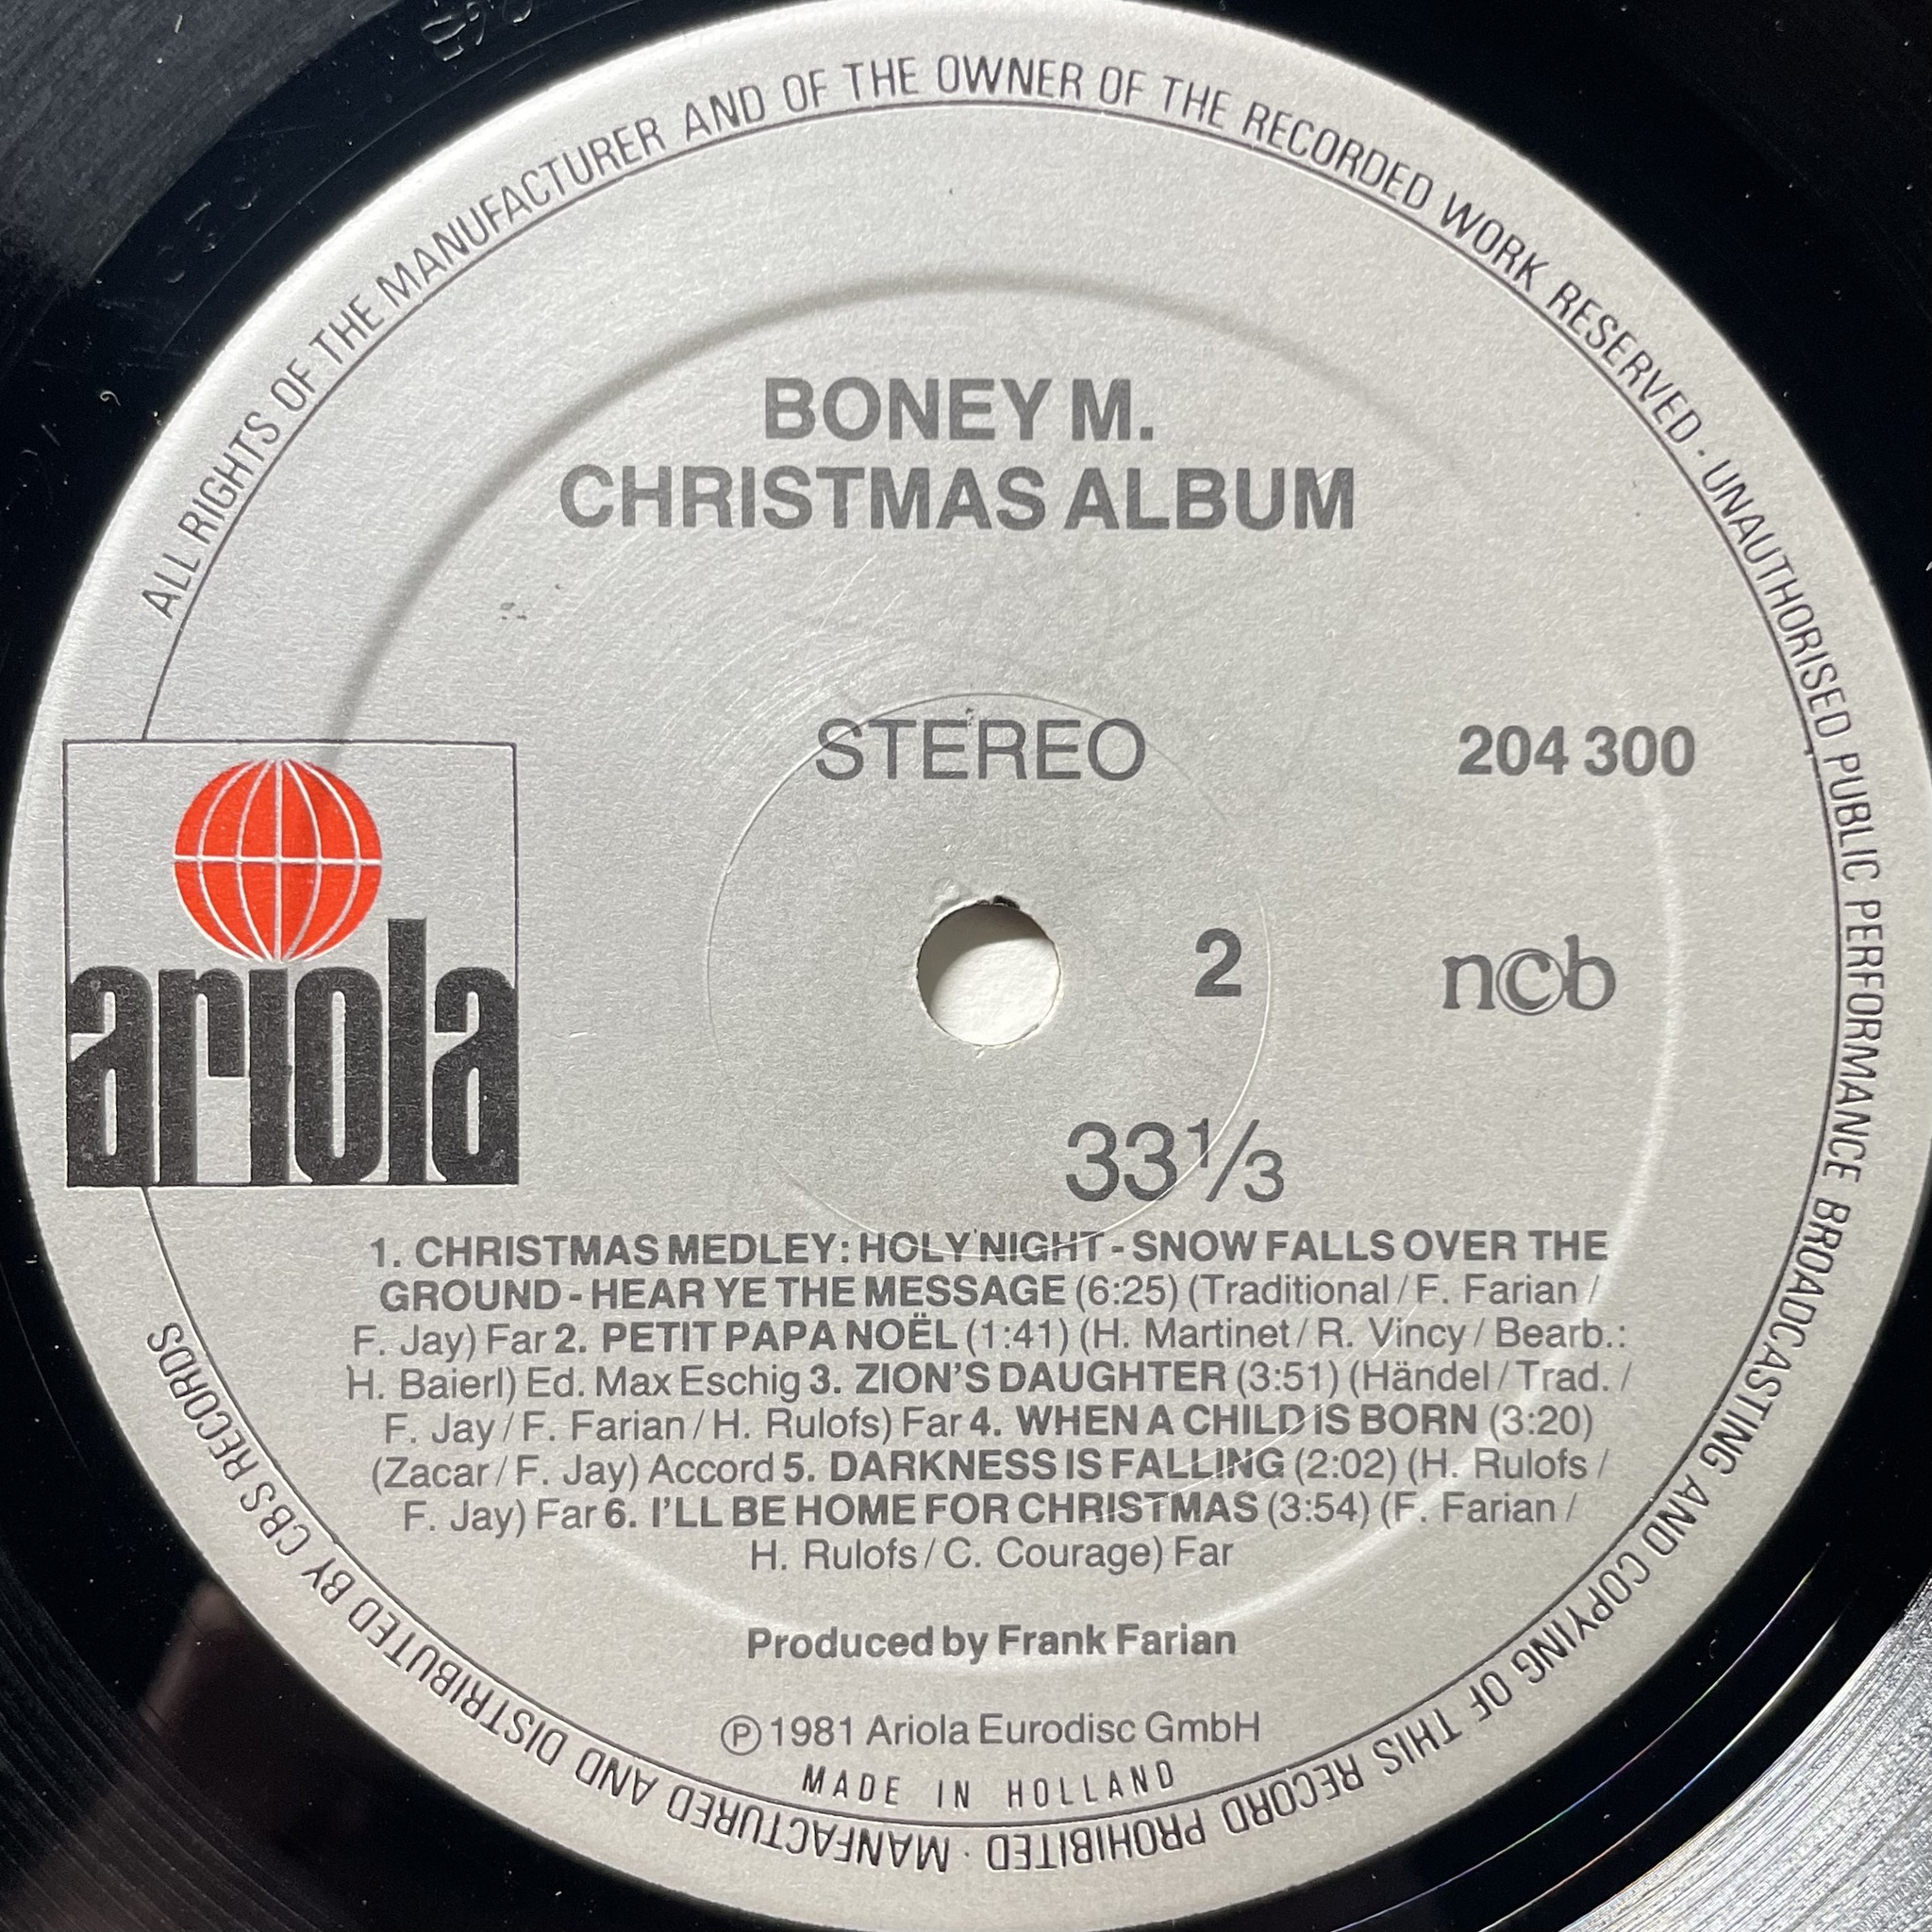 ALL RIGHTS OF THE MANUFACTURER AND OF THE OWNER OF THE RECORDED WORK RESERVED · UNAUTHORISED PUBLIC PERFORMANCE BROADCASTING AND COPYING OF THIS RECORD PROHIBITED · MANFACTURED AND DISTRIBUTED BY CBS RECORDS
BONEY M.
CHRISTMAS ALBUM
STEREO
204 300
ariola
2
ncb
33 1/3
1. CHRISTMAS MEDLEY: HOLY NIGHT - SNOW FALLS OVER THE
GROUND - HEAR YE THE MESSAGE (6:25) (Traditional / F. Farian /
F. Jay) Far 2. PETIT PAPA NOËL (1:41) (H. Martinet / R. Vincy / Bearb.:
H. Baierl) Ed. Max Eschig 3. ZION'S DAUGHTER (3:51) (Händel / Trad. /
F. Jay / F. Farian / H. Rulofs) Far 4. WHEN A CHILD IS BORN (3:20)
(Zacar / F. Jay) Accord 5. DARKNESS IS FALLING (2:02) (H. Rulofs /
F. Jay) Far 6. I'LL BE HOME FOR CHRISTMAS (3:54) (F. Farian /
H. Rulofs / C. Courage) Far
Produced by Frank Farian
℗ 1981 Ariola Eurodisc GmbH
MADE IN HOLLAND